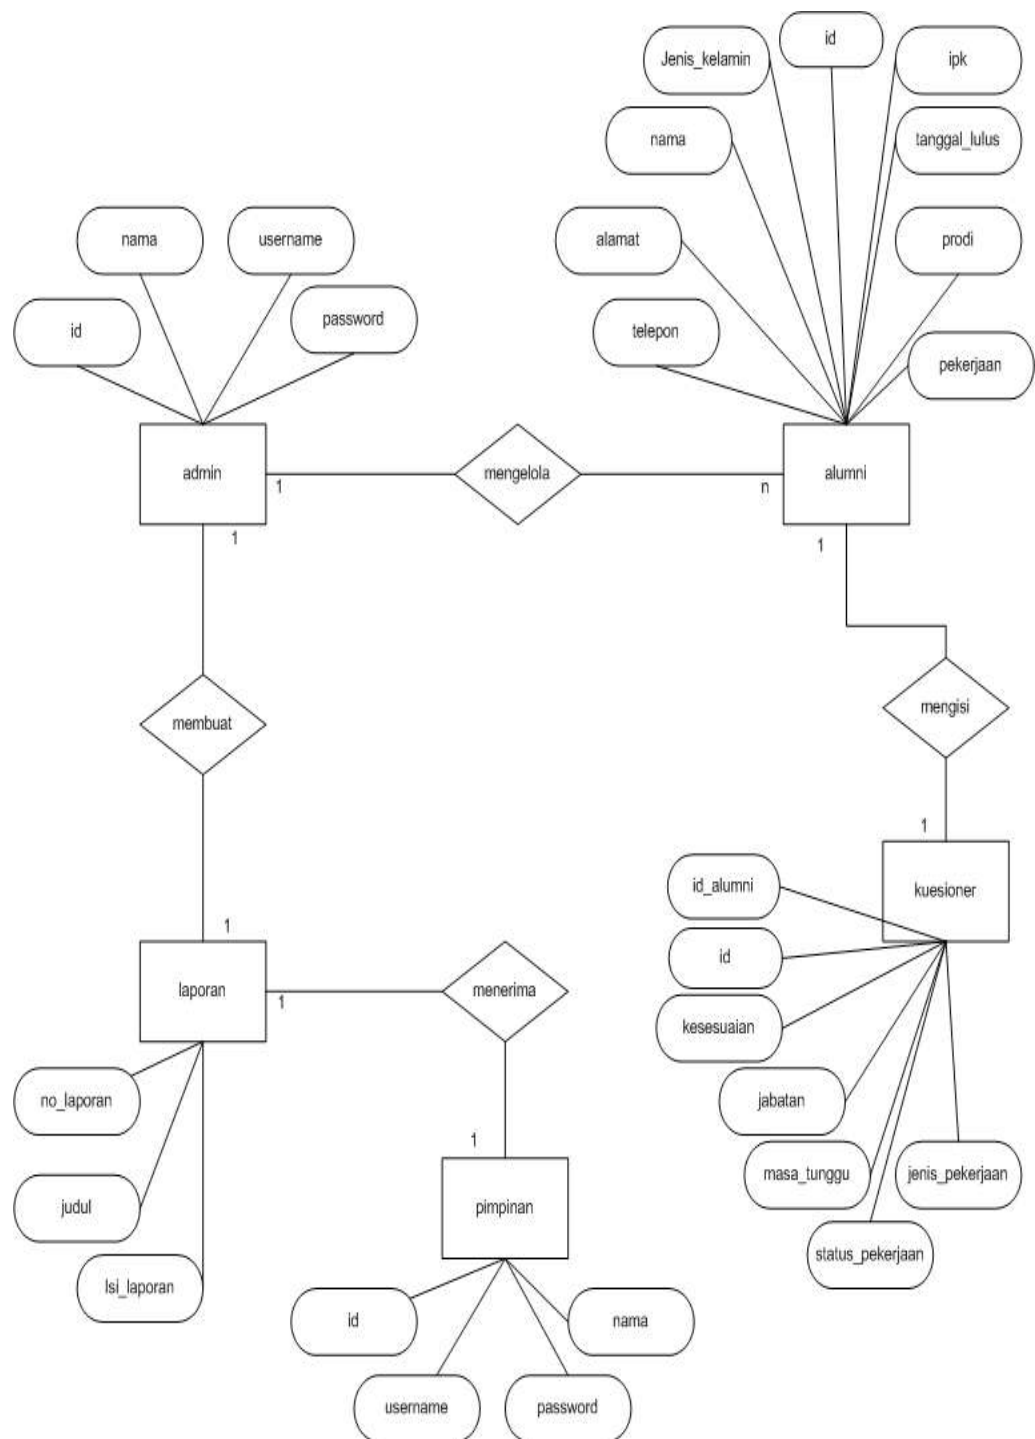 id
Jenis_kelamin
ipk
nama
tanggal_lulus
nama
username
alamat
prodi
id
password
telepon
pekerjaan
admin
1
mengelola
n
alumni
1
1
membuat
mengisi
1
kuesioner
id_alumni
1
id
laporan
1
menerima
kesesuaian
no_laporan
jabatan
1
masa_tunggu
jenis_pekerjaan
judul
pimpinan
status_pekerjaan
Isi_laporan
id
nama
username
password